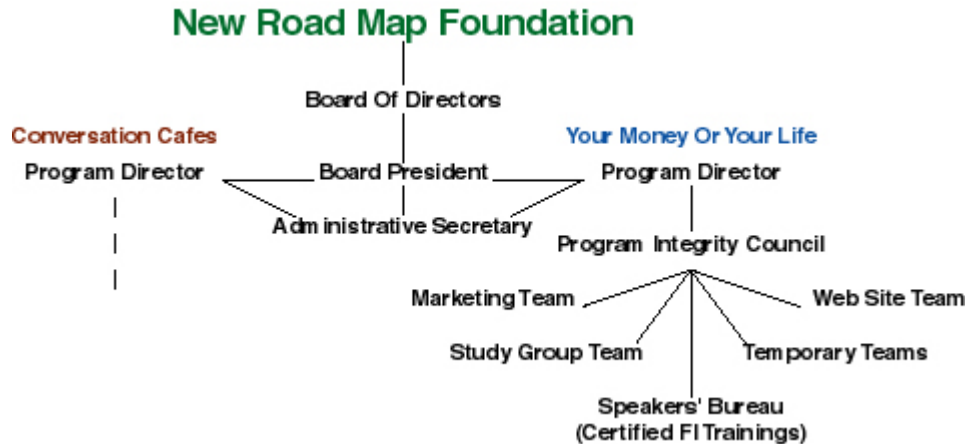 New Road Map Foundation
Board Of Directors
Conversation Cafes
Your Money Or Your Life
Program Director
Board President
Program Director
Administrative Secretary
Program Integrity Council
Marketing Team
Web Site Team
Study Group Team
Temporary Teams
Speakers' Bureau
(Certified FI Trainings)